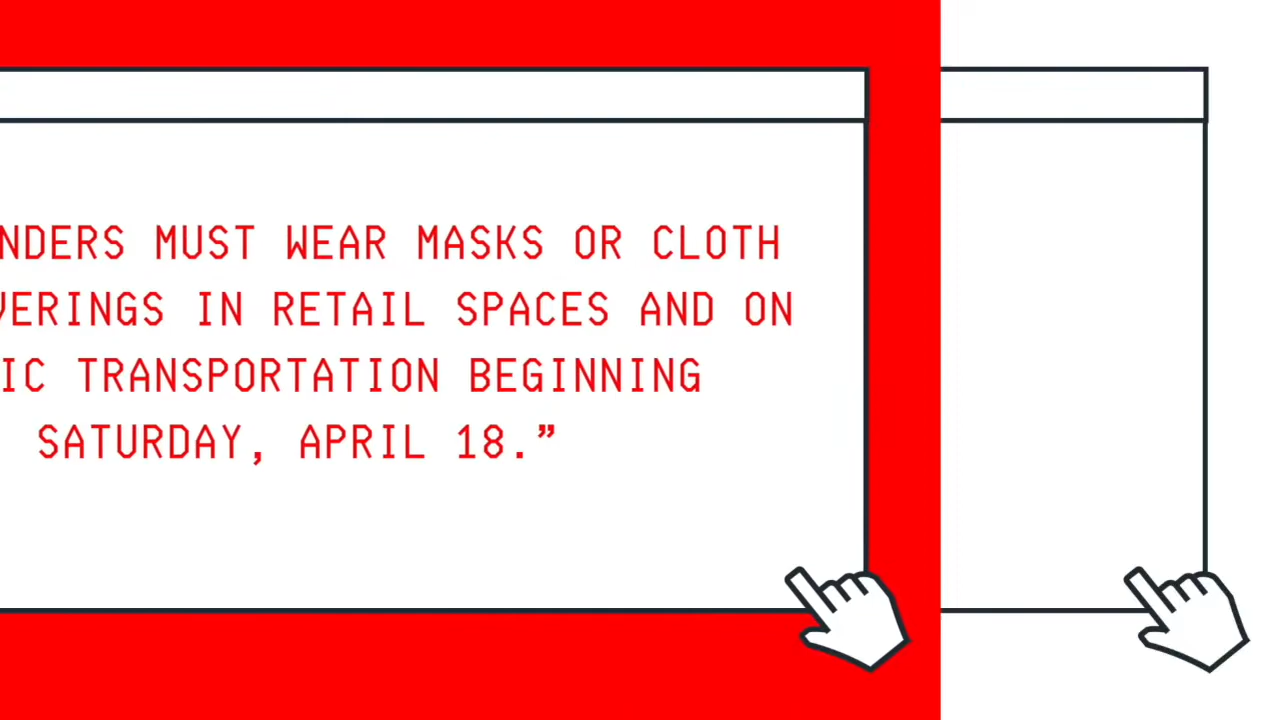 NDERS MUST WEAR MASKS OR CLOTH
VERINGS IN RETAIL SPACES AND ON
IC TRANSPORTATION BEGINNING
SATURDAY, APRIL 18.”